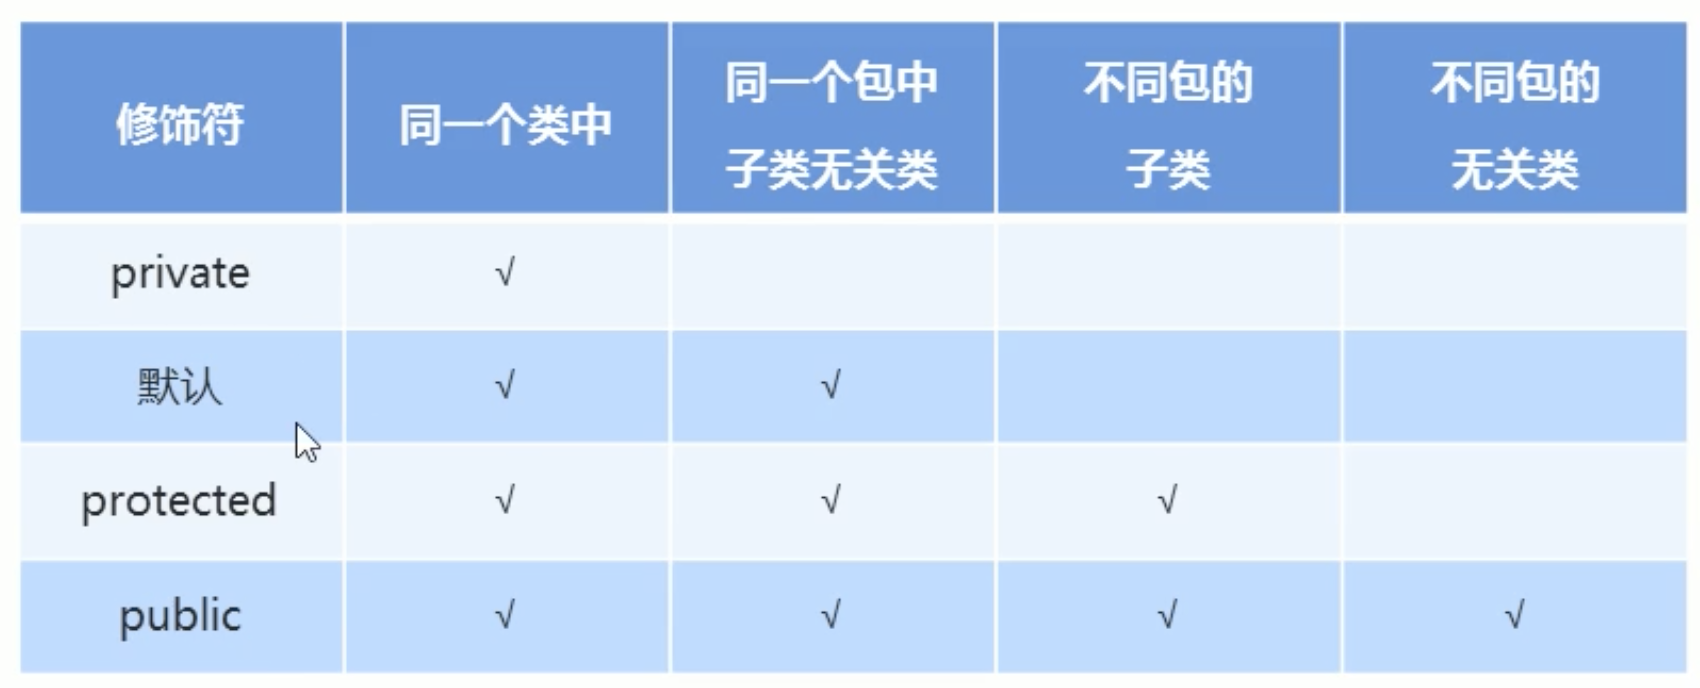 修饰符
同一个类中
同一个包中
子类无关类
不同包的
子类
不同包的
无关类
private
√
默认
√
√
protected
√
√
√
public
√
√
√
√